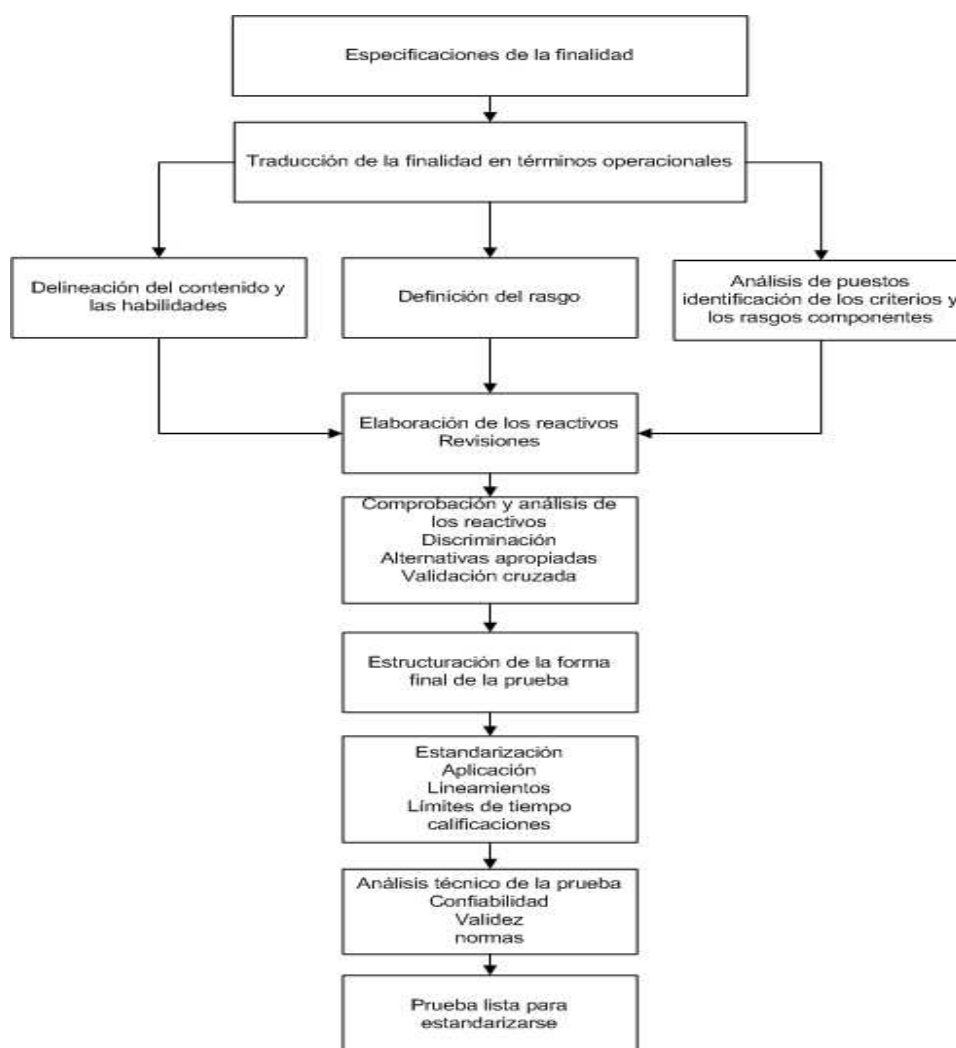 Especificaciones de la finalidad
Traducción de la finalidad en términos operacionales
Delineación del contenido y
las habilidades
Definición del rasgo
Análisis de puestos
identificación de los criterios y
los rasgos componentes
Elaboración de los reactivos
Revisiones
Comprobación y análisis de
los reactivos
Discriminación
Alternativas apropiadas
Validación cruzada
Estructuración de la forma
final de la prueba
Estandarización
Aplicación
Lineamientos
Límites de tiempo
calificaciones
Análisis técnico de la prueba
Confiabilidad
Validez
normas
Prueba lista para
estandarizarse